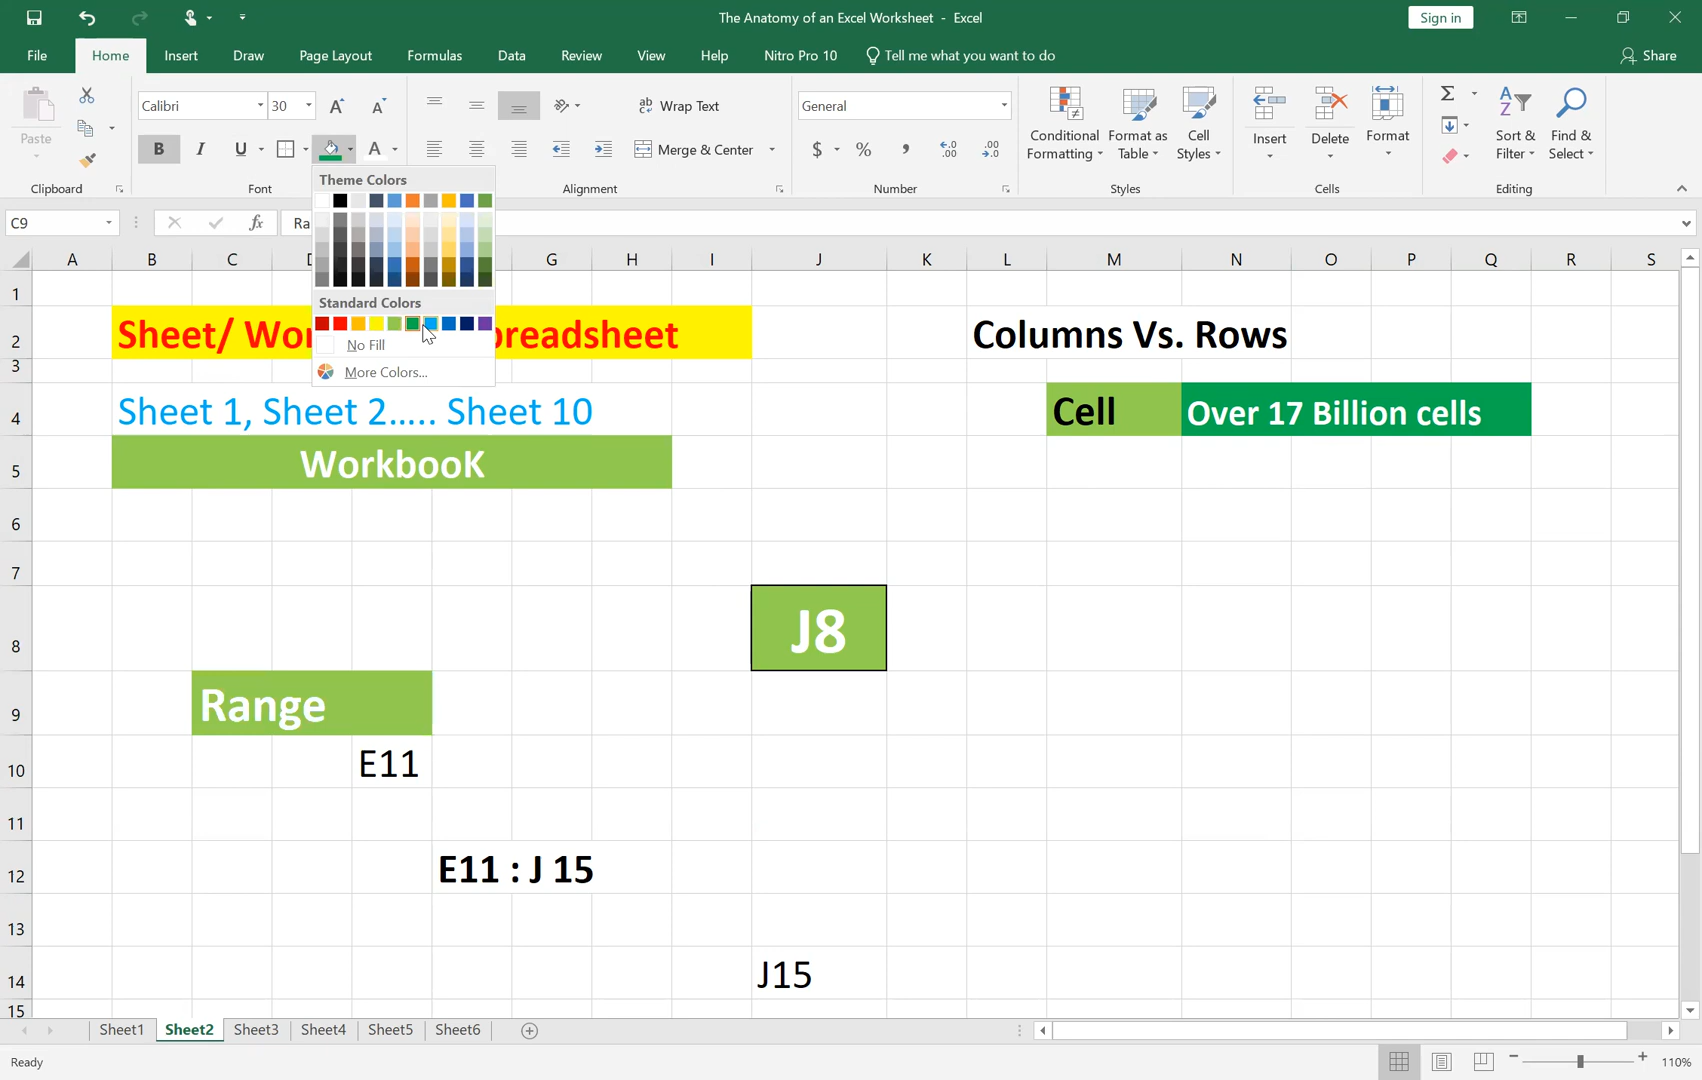 The Anatomy of an Excel Worksheet - Excel
Sign in
File Home Insert Draw Page Layout Formulas Data Review View Help Nitro Pro 10 Tell me what you want to do Share
Paste
Clipboard
Calibri 30
B I U A
Font
Wrap Text
Merge & Center
Alignment
General
$ % ,
Number
Conditional Formatting
Format as Table
Cell Styles
Styles
Insert
Delete
Format
Cells
Sort & Filter
Find & Select
Editing
C9
fx
Ra
Theme Colors
Standard Colors
No Fill
More Colors...
A B C G H I J K L M N O P Q R S
1
2
3
4
5
6
7
8
9
10
11
12
13
14
15
Sheet/ Wo
preadsheet
Columns Vs. Rows
Sheet 1, Sheet 2..... Sheet 10
Cell
Over 17 Billion cells
WorkbooK
J8
Range
E11
E11 : J 15
J15
Sheet1 Sheet2 Sheet3 Sheet4 Sheet5 Sheet6
Ready
110%